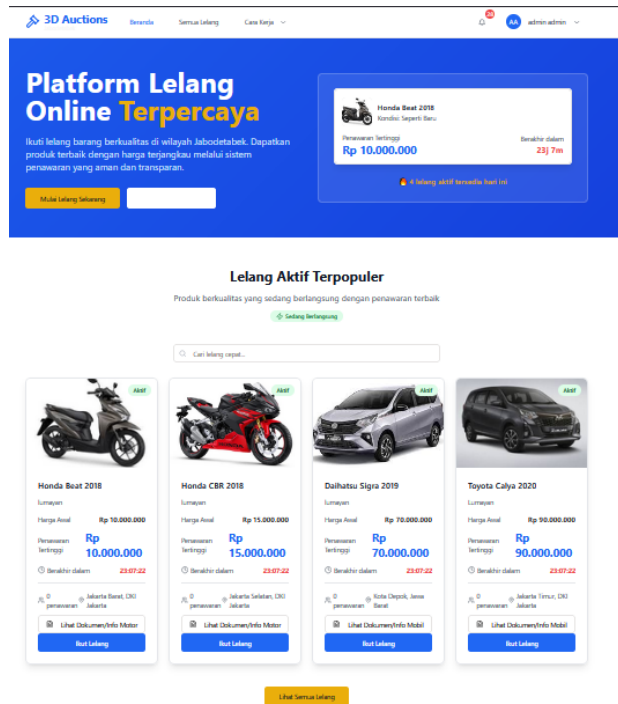 3D Auctions Beranda Semua Lelang Cara Kerja 24 AA admin admin
Platform Lelang
Online Terpercaya
Ikuti lelang barang berkualitas di wilayah Jabodetabek. Dapatkan
produk terbaik dengan harga terjangkau melalui sistem
penawaran yang aman dan transparan.
Mulai Lelang Sekarang
Honda Beat 2018
Kondisi: Seperti Baru
Penawaran Tertinggi Berakhir dalam
Rp 10.000.000 23j 7m
4 lelang aktif tersedia hari ini
Lelang Aktif Terpopuler
Produk berkualitas yang sedang berlangsung dengan penawaran terbaik
Sedang Berlangsung
Cari lelang cepat...
Aktif
Honda Beat 2018
lumayan
Harga Awal Rp 10.000.000
Penawaran Rp
Tertinggi 10.000.000
Berakhir dalam 23:07:22
0 Jakarta Barat, DKI
penawaran Jakarta
Lihat Dokumen/Info Motor
Ikut Lelang
Aktif
HONDA
Honda CBR 2018
lumayan
Harga Awal Rp 15.000.000
Penawaran Rp
Tertinggi 15.000.000
Berakhir dalam 23:07:22
0 Jakarta Selatan, DKI
penawaran Jakarta
Lihat Dokumen/Info Motor
Ikut Lelang
Aktif
Daihatsu Sigra 2019
lumayan
Harga Awal Rp 70.000.000
Penawaran Rp
Tertinggi 70.000.000
Berakhir dalam 23:07:22
0 Kota Depok, Jawa
penawaran Barat
Lihat Dokumen/Info Mobil
Ikut Lelang
Aktif
Toyota Calya 2020
lumayan
Harga Awal Rp 90.000.000
Penawaran Rp
Tertinggi 90.000.000
Berakhir dalam 23:07:22
0 Jakarta Timur, DKI
penawaran Jakarta
Lihat Dokumen/Info Mobil
Ikut Lelang
Lihat Semua Lelang